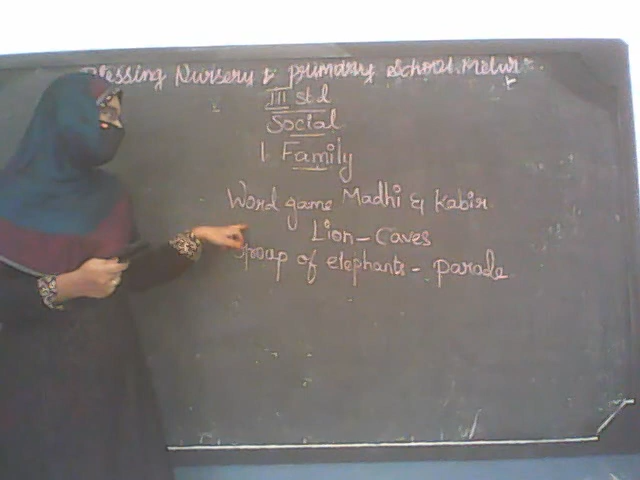 Blessing Nursery & primary school. Melur
III std
Social
1. Family
Word game Madhi & Kabir
Lion - Caves
Group of elephants - parade